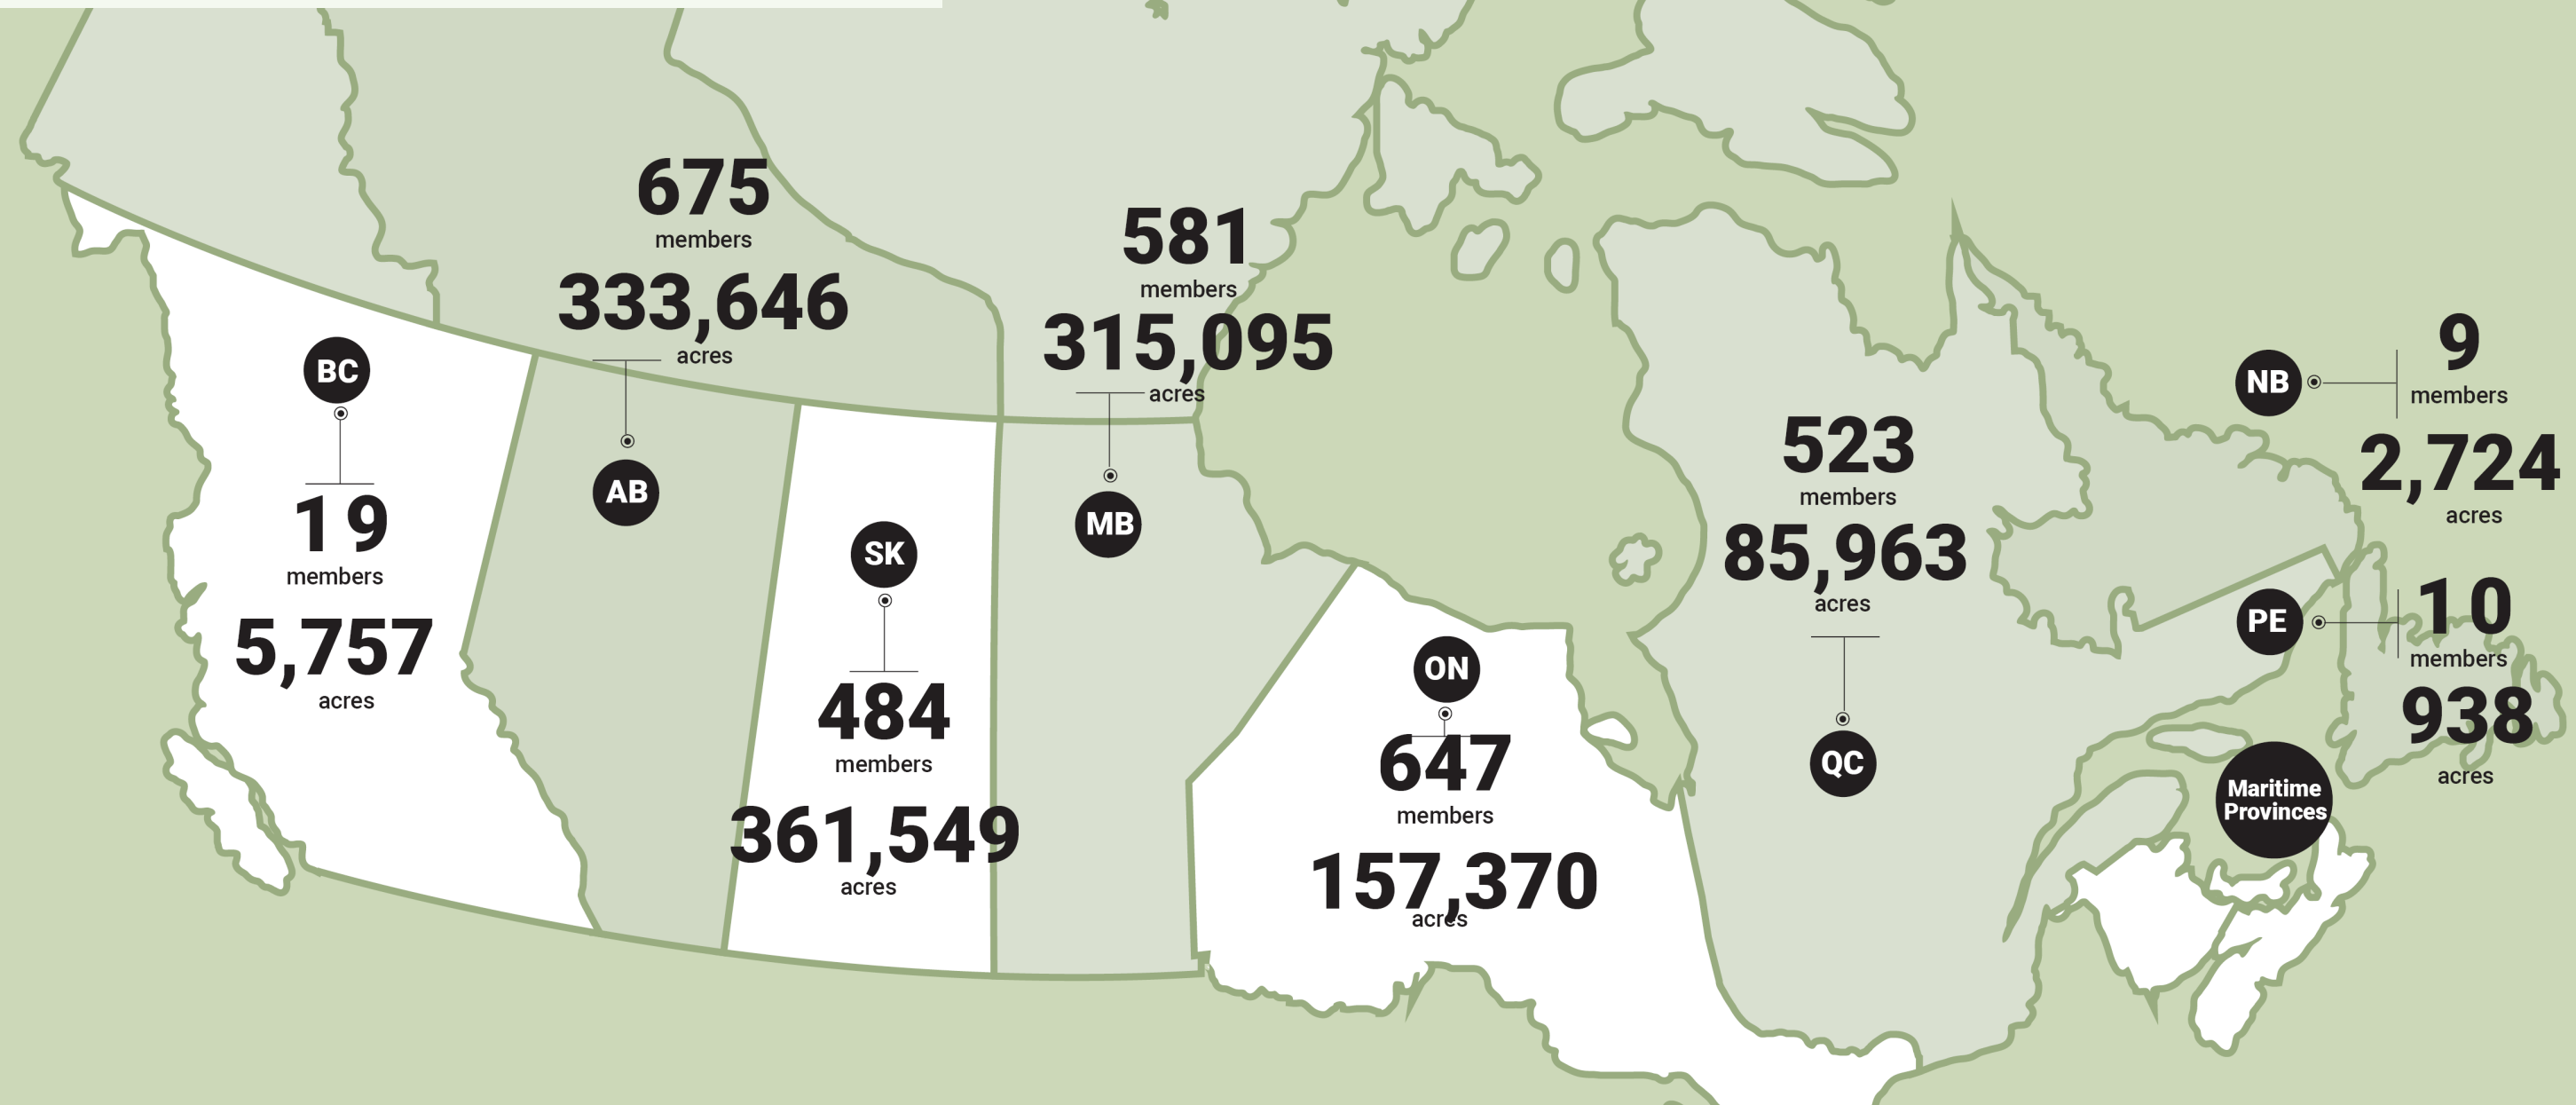 BC
19
members
5,757
acres
675
members
333,646
acres
AB
SK
484
members
361,549
acres
581
members
315,095
acres
MB
ON
647
members
157,370
acres
523
members
85,963
acres
QC
NB
9
members
2,724
acres
PE
10
members
938
acres
Maritime
Provinces